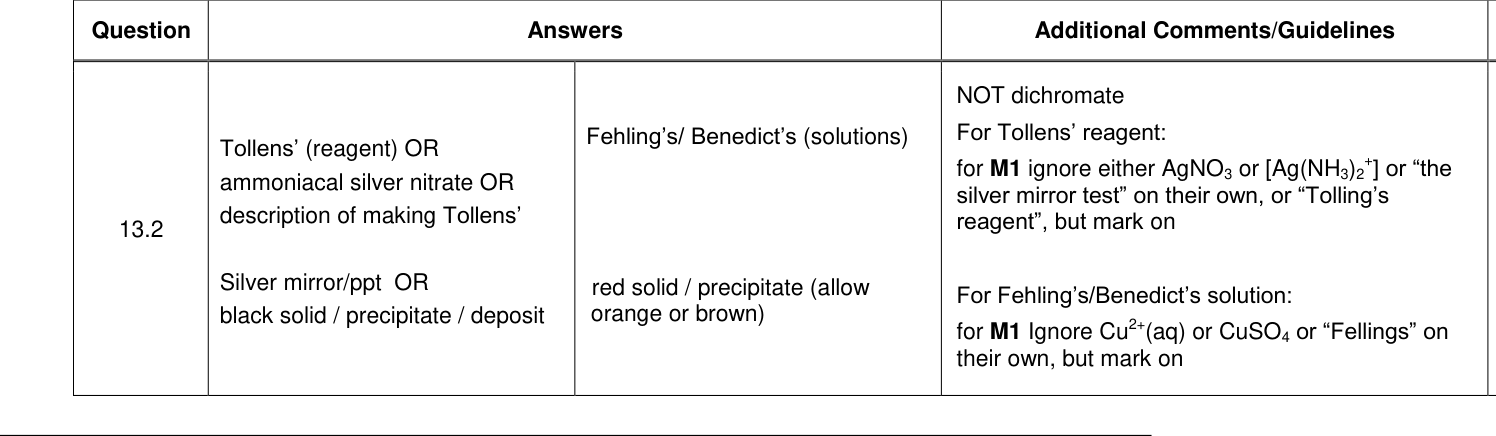 Question
Answers
Additional Comments/Guidelines
13.2
Tollens’ (reagent) OR
ammoniacal silver nitrate OR
description of making Tollens’
Silver mirror/ppt  OR
black solid / precipitate / deposit
Fehling’s/ Benedict’s (solutions)
red solid / precipitate (allow
orange or brown)
NOT dichromate
For Tollens’ reagent:
for M1 ignore either AgNO₃ or [Ag(NH₃)₂⁺] or “the
silver mirror test” on their own, or “Tolling’s
reagent”, but mark on
For Fehling’s/Benedict’s solution:
for M1 Ignore Cu²⁺(aq) or CuSO₄ or “Fellings” on
their own, but mark on